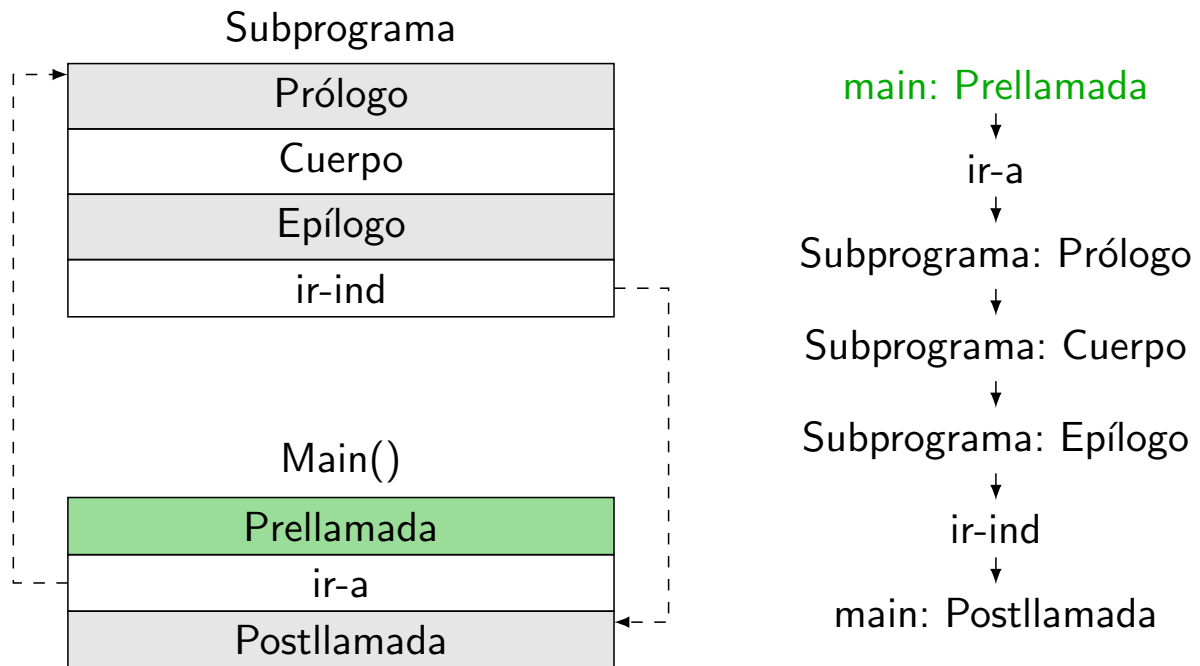 Subprograma
Prólogo
Cuerpo
Epílogo
ir-ind
Main()
Prellamada
ir-a
Postllamada
main: Prellamada
ir-a
Subprograma: Prólogo
Subprograma: Cuerpo
Subprograma: Epílogo
ir-ind
main: Postllamada